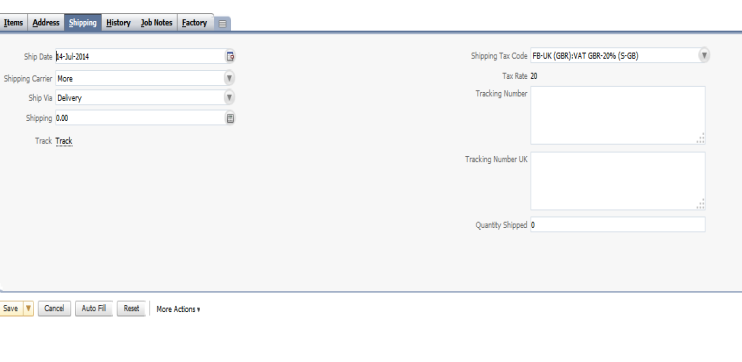 Items Address Shipping History Job Notes Factory
Ship Date 14-Jul-2014
Shipping Carrier More
Ship Via Delivery
Shipping 0.00
Track Track
Shipping Tax Code FB-UK (GBR):VAT GBR-20% (S-GB)
Tax Rate 20
Tracking Number
Tracking Number UK
Quantity Shipped 0
Save Cancel Auto Fill Reset More Actions